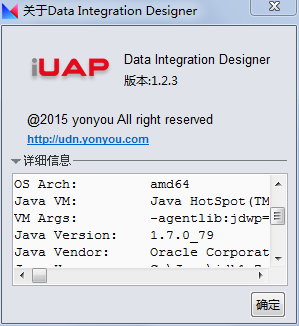 关于Data Integration Designer
iUAP
Data Integration Designer
版本:1.2.3
@2015 yonyou All right reserved
http://udn.yonyou.com
详细信息
OS Arch: amd64
Java VM: Java HotSpot(TM
VM Args: -agentlib:jdwp=
Java Version: 1.7.0_79
Java Vendor: Oracle Corporat
确定